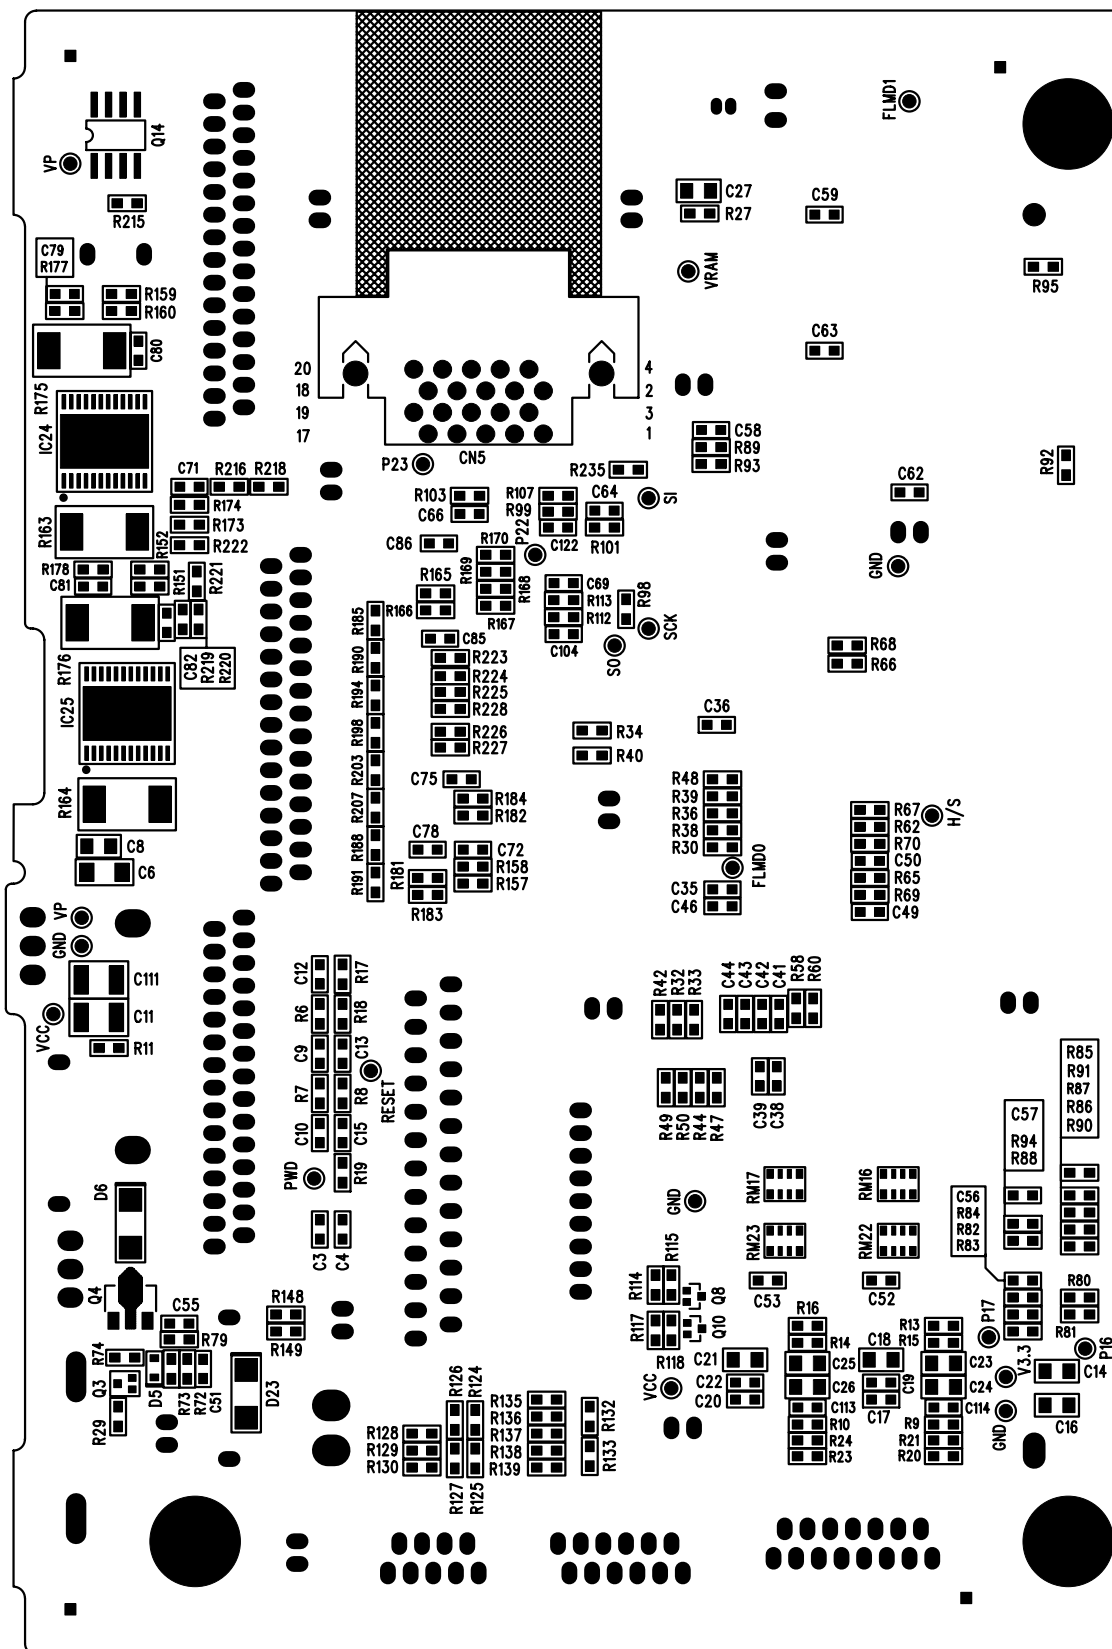 FLMD1
Q14
VP
R215
C27
R27
C59
C79
R177
VRAM
R95
R159
R160
C80
C63
20
18
19
17
4
2
3
1
R175
IC24
CN5
P23
C58
R89
R93
R235
R92
C71
R216
R218
R174
R173
R222
R163
R152
R103
C66
R107
R99
C64
SI
C62
C86
R170
P22
C122
R101
GND
R178
C81
R151
R221
R169
R168
R167
R165
R166
C69
R113
R112
C104
R98
SCK
SO
R176
C82
R219
R220
R185
C85
R68
R66
IC25
R190
R223
R224
R225
R228
R194
R198
R226
R227
R34
R40
C36
R164
R203
C75
R184
R182
R207
R48
R39
R36
R38
R30
FLMD0
R67
R62
R70
C50
R65
R69
C49
H/S
C8
C6
R188
C78
C72
R158
R157
R191
R181
R183
C35
C46
VP
GND
C111
C11
VCC
R11
C12
R17
R6
R18
C9
C13
R7
R8
RESET
C10
C15
R19
PWD
C3
C4
R42
R32
R33
C44
C43
C42
C41
R58
R60
R49
R50
R44
R47
C39
C38
R85
R91
R87
R86
R90
C57
R94
R88
D6
GND
RM17
RM16
C56
R84
R82
R83
RM23
RM22
Q4
C55
R79
R148
R149
R114
R115
Q8
C53
C52
R80
R117
Q10
R118
R16
R14
R13
R15
P17
R81
P16
R74
Q3
D5
R73
R72
C51
D23
R29
C21
C25
C18
C23
V3.3
C14
VCC
C22
C20
C26
C19
C17
C24
C16
R126
R124
R135
R136
R137
R138
R139
R132
R133
C113
R10
R24
R23
C114
R9
R21
R20
GND
R128
R129
R130
R127
R125